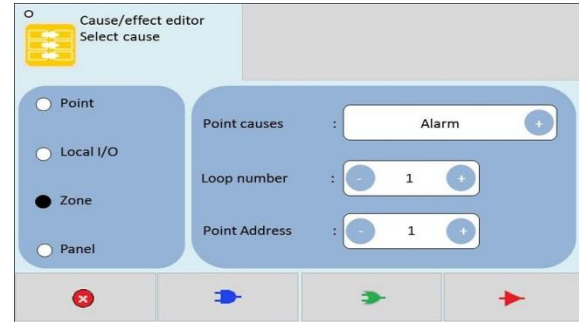 Cause/effect editor
Select cause
Point
Local I/O
Zone
Panel
Point causes : Alarm +
Loop number : - 1 +
Point Address : - 1 +